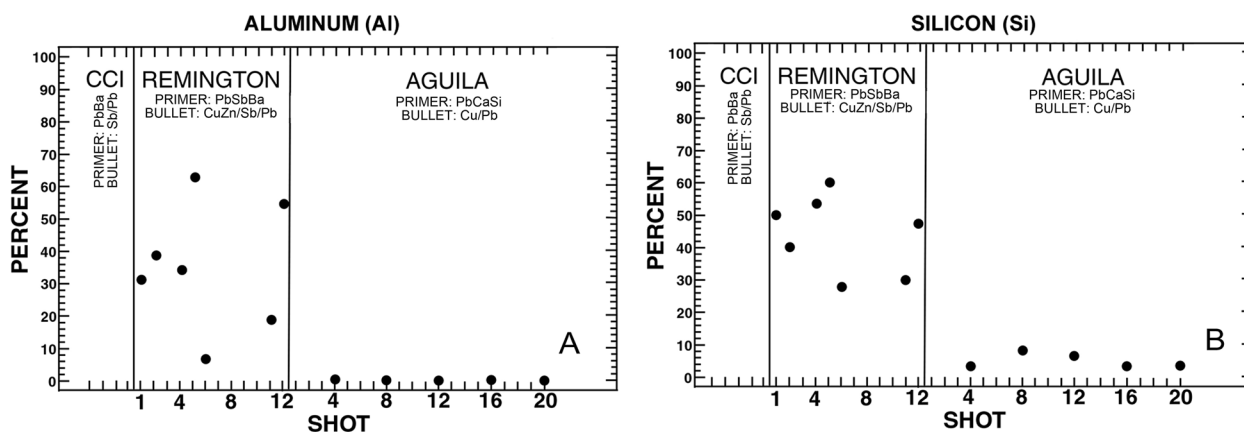 ALUMINUM (Al)
100
90
80
70
60
50
40
30
20
10
0
PERCENT
CCI
PRIMER: PbBa
BULLET: Sb/Pb
REMINGTON
PRIMER: PbSbBa
BULLET: CuZn/Sb/Pb
AGUILA
PRIMER: PbCaSi
BULLET: Cu/Pb
A
1 4 8 12 4 8 12 16 20
SHOT
SILICON (Si)
100
90
80
70
60
50
40
30
20
10
0
PERCENT
CCI
PRIMER: PbBa
BULLET: Sb/Pb
REMINGTON
PRIMER: PbSbBa
BULLET: CuZn/Sb/Pb
AGUILA
PRIMER: PbCaSi
BULLET: Cu/Pb
B
1 4 8 12 4 8 12 16 20
SHOT